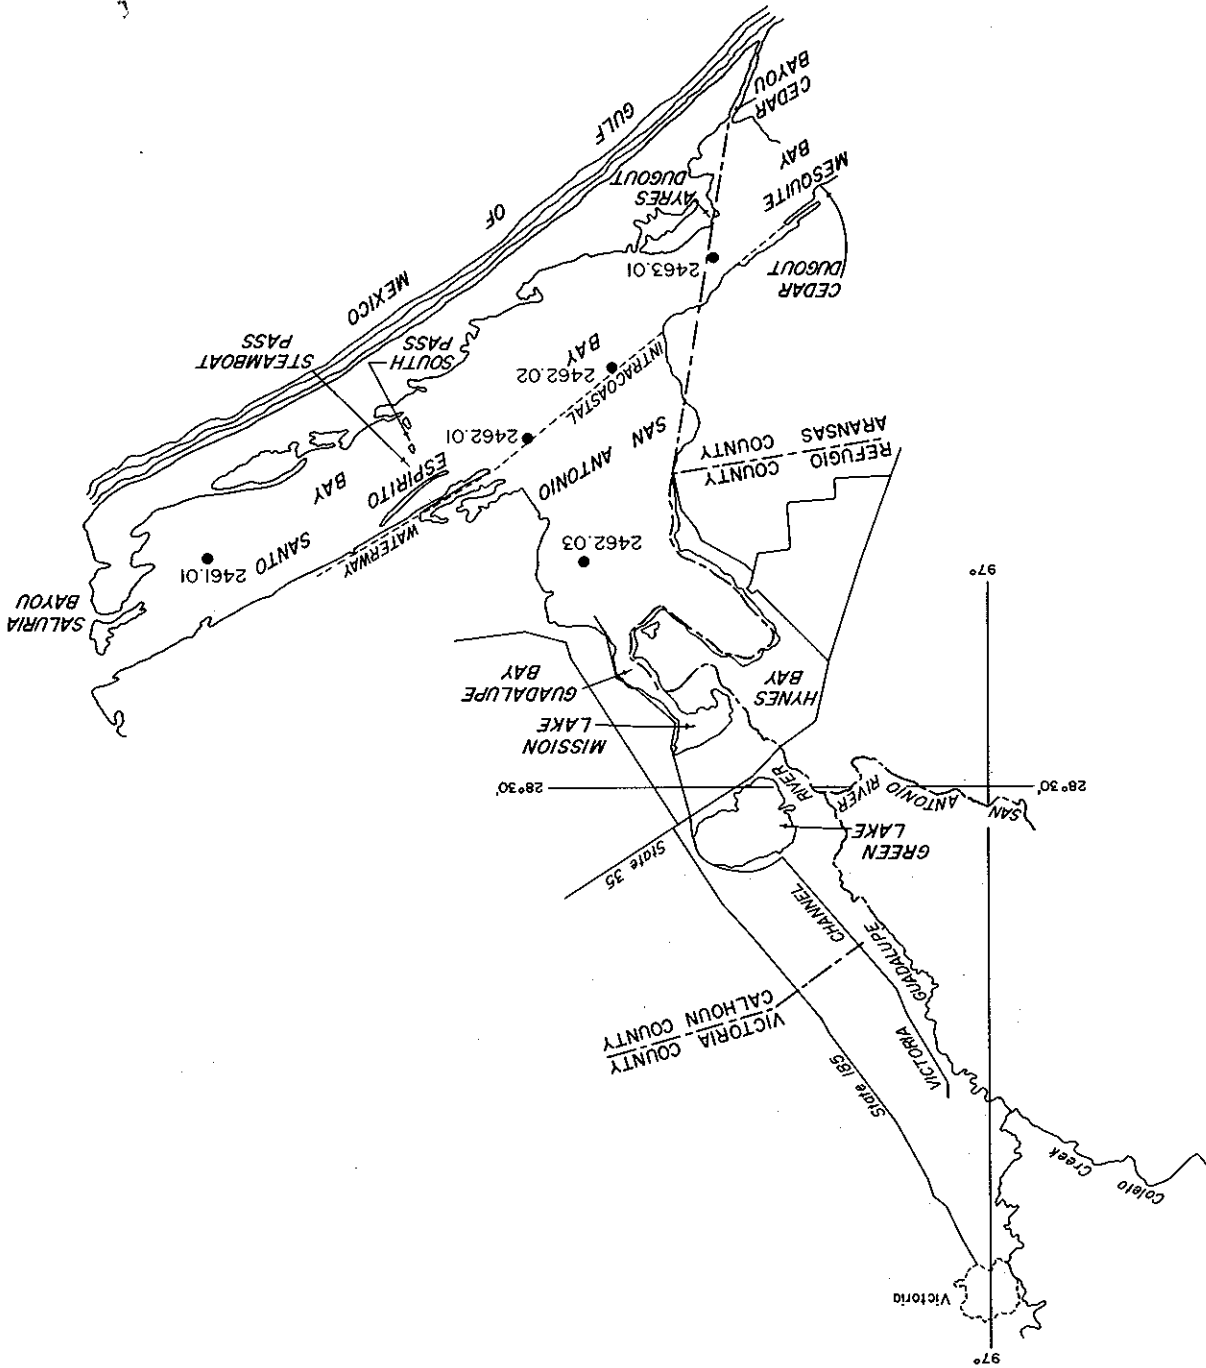 97°
Victoria
Coleto
Creek
State 185
VICTORIA
CHANNEL
GUADALUPE
RIVER
VICTORIA COUNTY
CALHOUN COUNTY
GREEN
LAKE
State 35
SAN
ANTONIO
RIVER
28°30'
28°30'
MISSION
LAKE
GUADALUPE
BAY
HYNES
BAY
97°
SALURIA
BAYOU
2461.01
2462.03
SANTO
WATERWAY
ESPIRITO
BAY
REFUGIO COUNTY
ARANSAS COUNTY
SAN
ANTONIO
BAY
2462.01
2462.02
INTRACOASTAL
SOUTH
PASS
STEAMBOAT
PASS
2463.01
CEDAR
DUGOUT
AYRES
DUGOUT
MESQUITE
BAY
CEDAR
BAYOU
GULF
OF
MEXICO